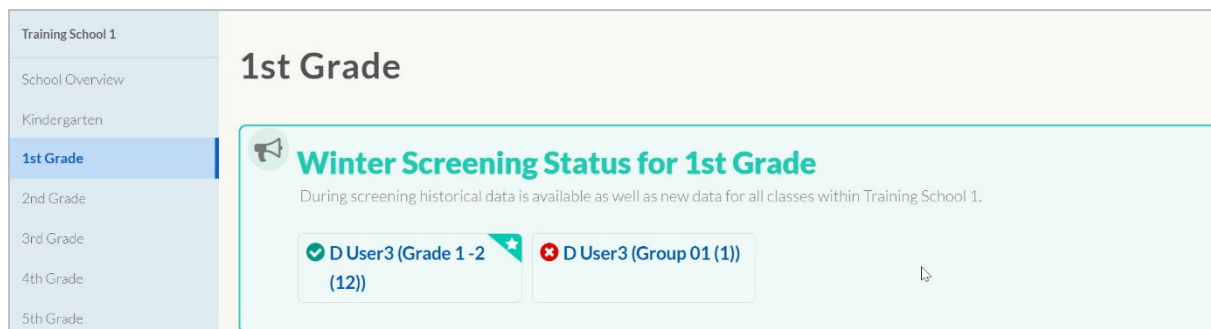 Training School 1
School Overview
Kindergarten
1st Grade
2nd Grade
3rd Grade
4th Grade
5th Grade
1st Grade
Winter Screening Status for 1st Grade
During screening historical data is available as well as new data for all classes within Training School 1.
D User3 (Grade 1 -2
(12))
D User3 (Group 01 (1))